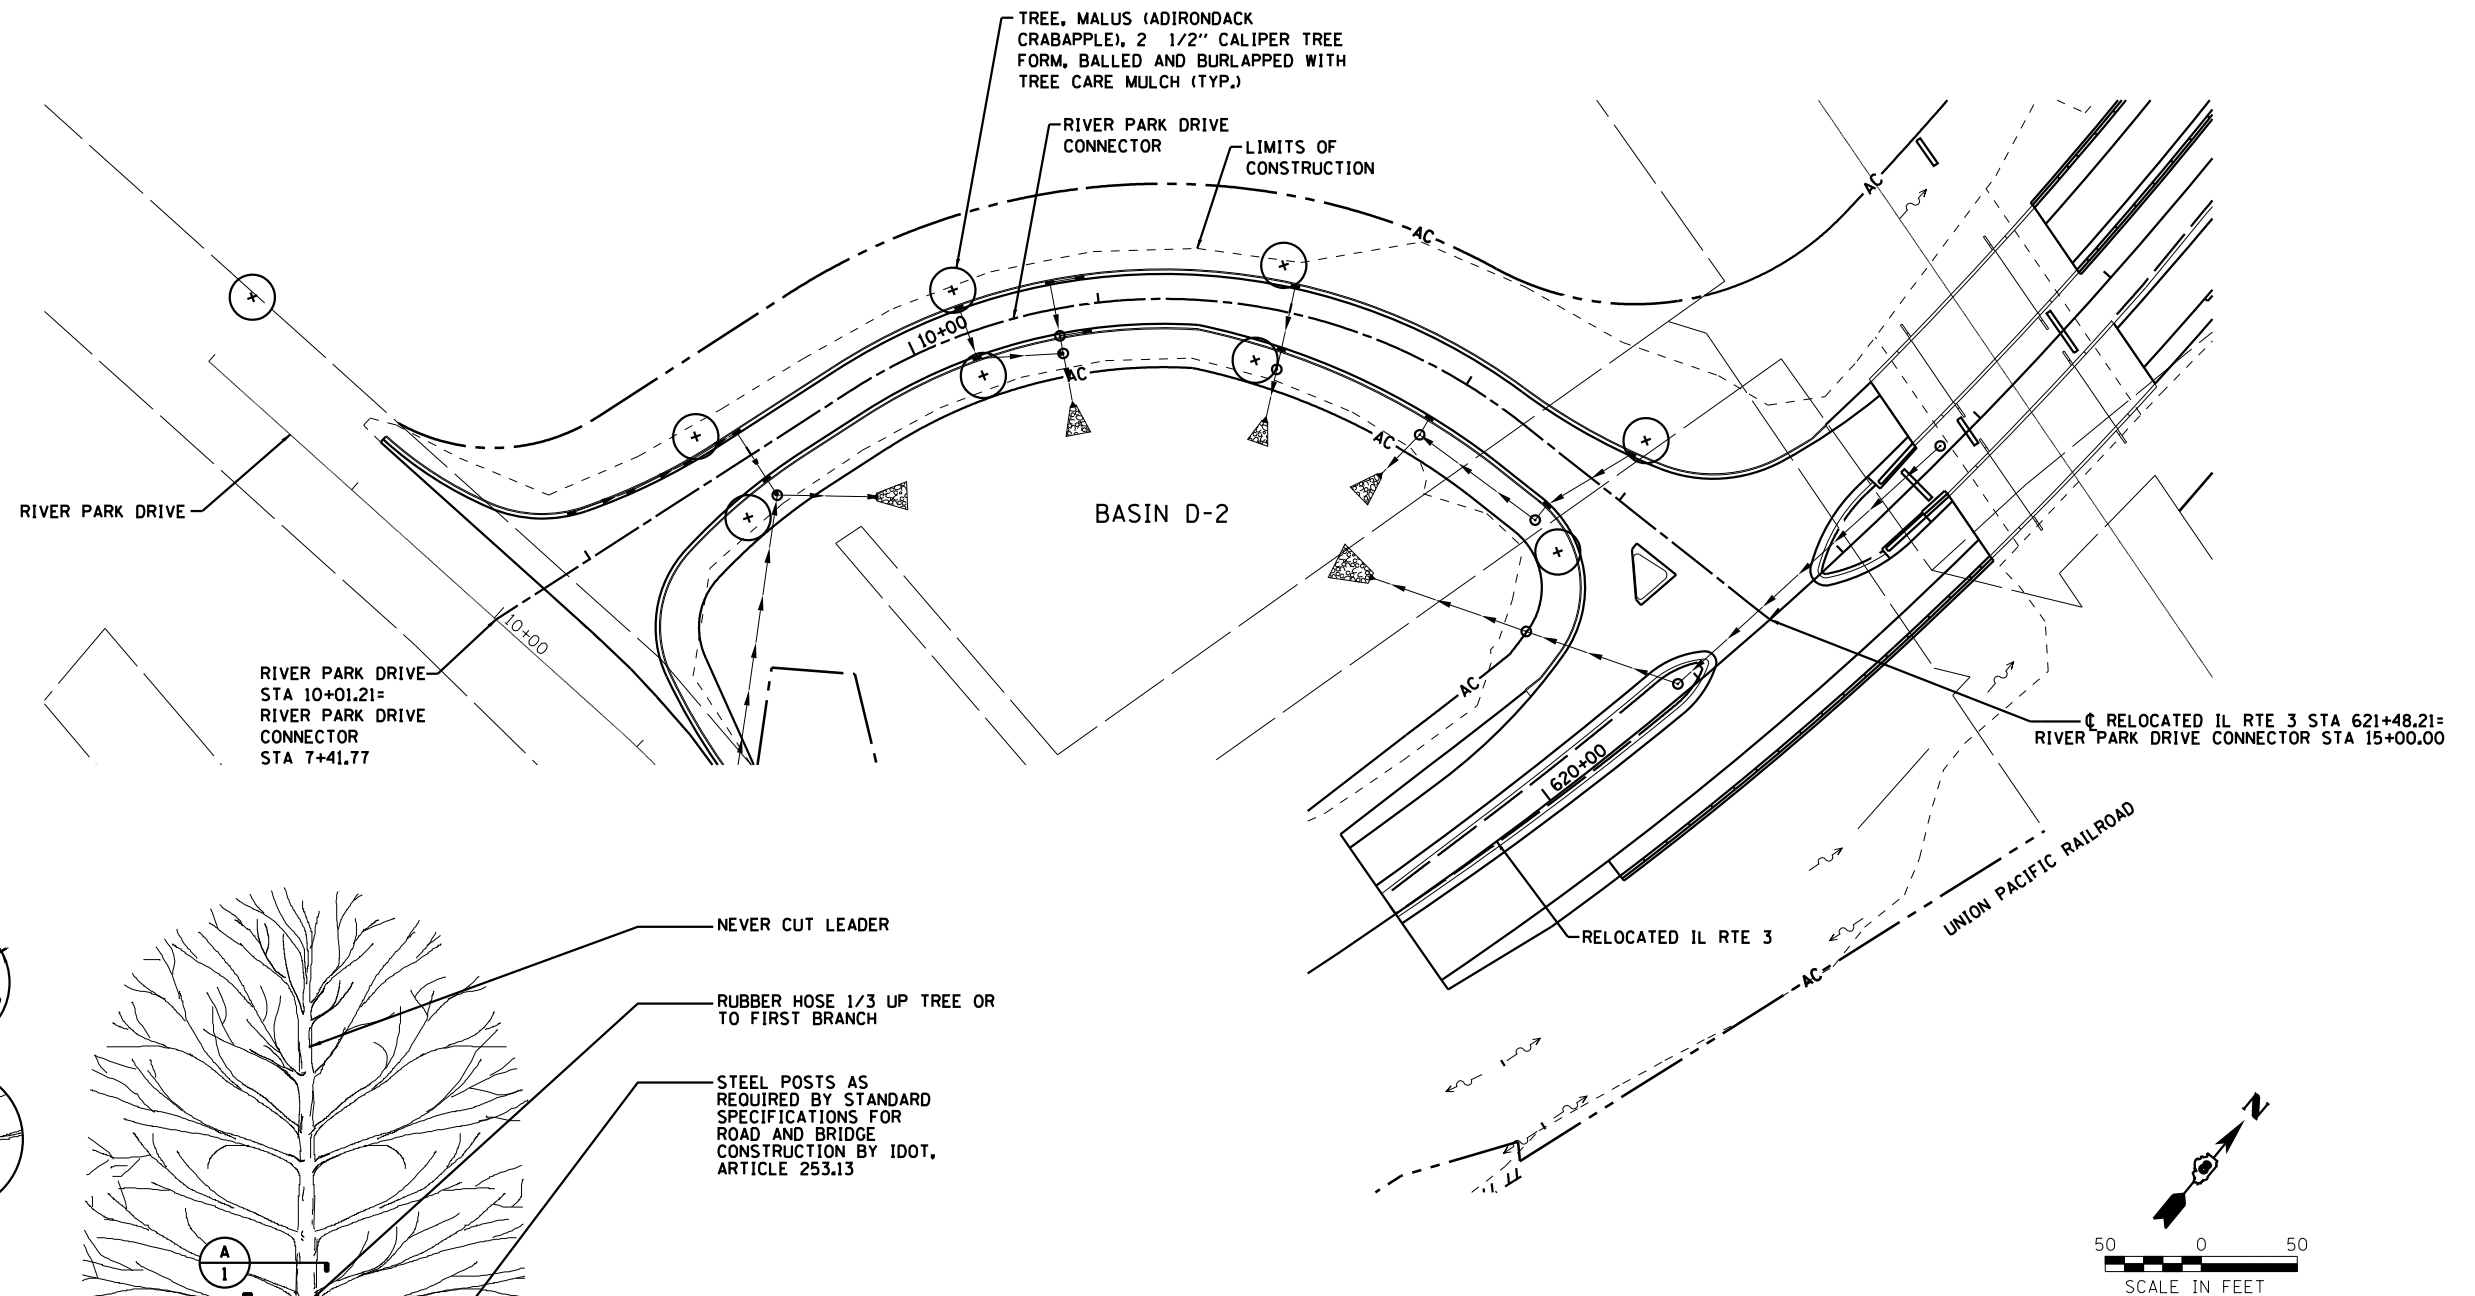 TREE, MALUS (ADIRONDACK
CRABAPPLE), 2 1/2" CALIPER TREE
FORM, BALLED AND BURLAPPED WITH
TREE CARE MULCH (TYP.)
RIVER PARK DRIVE
CONNECTOR
LIMITS OF
CONSTRUCTION
AC
AC
10+00
AC
AC
RIVER PARK DRIVE
BASIN D-2
10+00
RIVER PARK DRIVE
STA 10+01.21=
RIVER PARK DRIVE
CONNECTOR
STA 7+41.77
AC
℄ RELOCATED IL RTE 3 STA 621+48.21=
RIVER PARK DRIVE CONNECTOR STA 15+00.00
620+00
UNION PACIFIC RAILROAD
RELOCATED IL RTE 3
AC
NEVER CUT LEADER
RUBBER HOSE 1/3 UP TREE OR
TO FIRST BRANCH
STEEL POSTS AS
REQUIRED BY STANDARD
SPECIFICATIONS FOR
ROAD AND BRIDGE
CONSTRUCTION BY IDOT,
ARTICLE 253.13
A
1
N
50 0 50
SCALE IN FEET